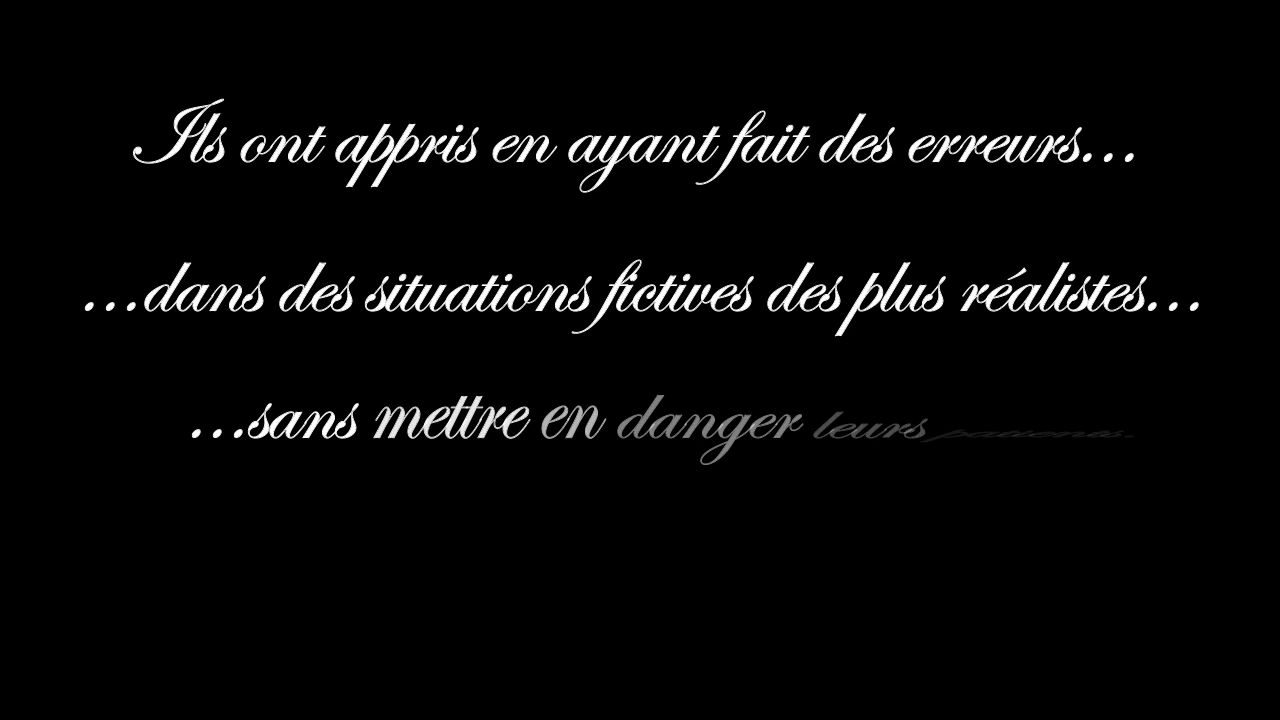 Ils ont appris en ayant fait des erreurs...
...dans des situations fictives des plus réalistes...
...sans mettre en danger leurs patients.